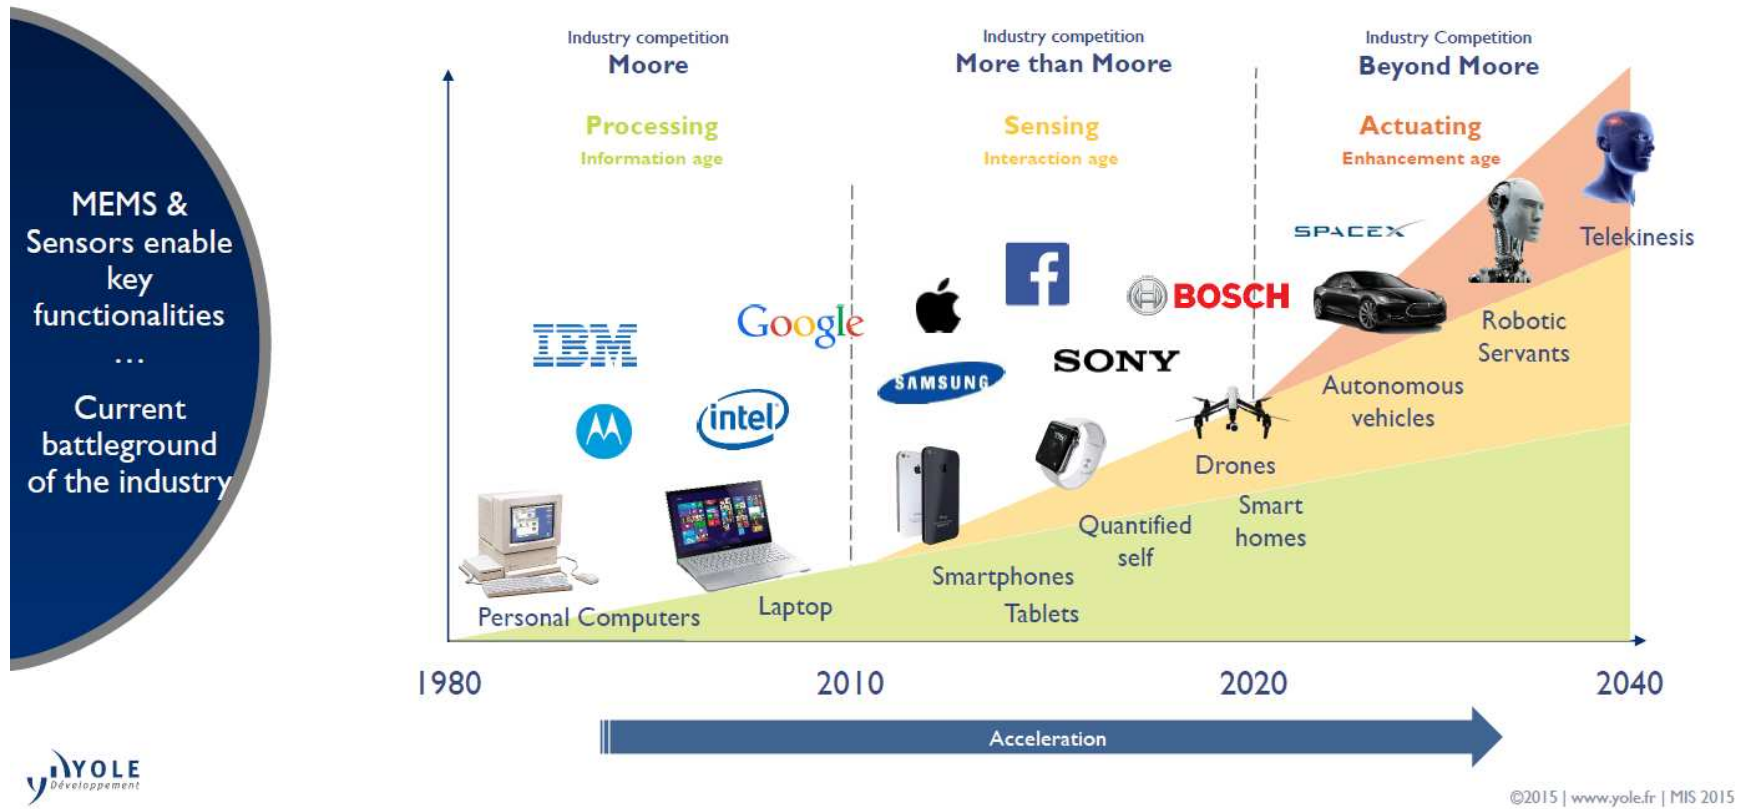 MEMS &
Sensors enable
key
functionalities
…
Current
battleground
of the industry
Industry competition
Moore
Processing
Information age
Industry competition
More than Moore
Sensing
Interaction age
Industry Competition
Beyond Moore
Actuating
Enhancement age
IBM
Google
intel
SAMSUNG
SONY
BOSCH
SPACEX
Telekinesis
Robotic
Servants
Autonomous
vehicles
Drones
Smart
homes
Quantified
self
Smartphones
Tablets
Laptop
Personal Computers
1980
2010
2020
2040
Acceleration
YOLE
Développement
©2015 | www.yole.fr | MIS 2015